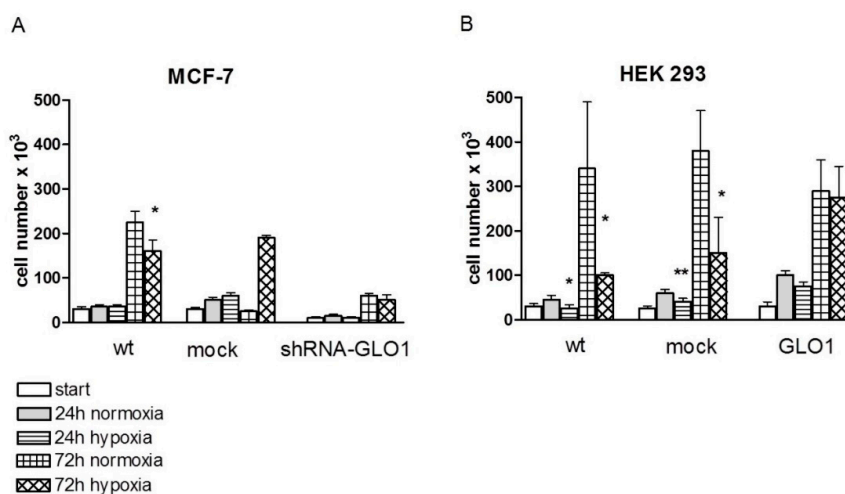 A
MCF-7
500
400
300
200
100
0
cell number x 10³
*
wt
mock
shRNA-GLO1
B
HEK 293
500
400
300
200
100
0
cell number x 10³
*
*
**
*
wt
mock
GLO1
start
24h normoxia
24h hypoxia
72h normoxia
72h hypoxia